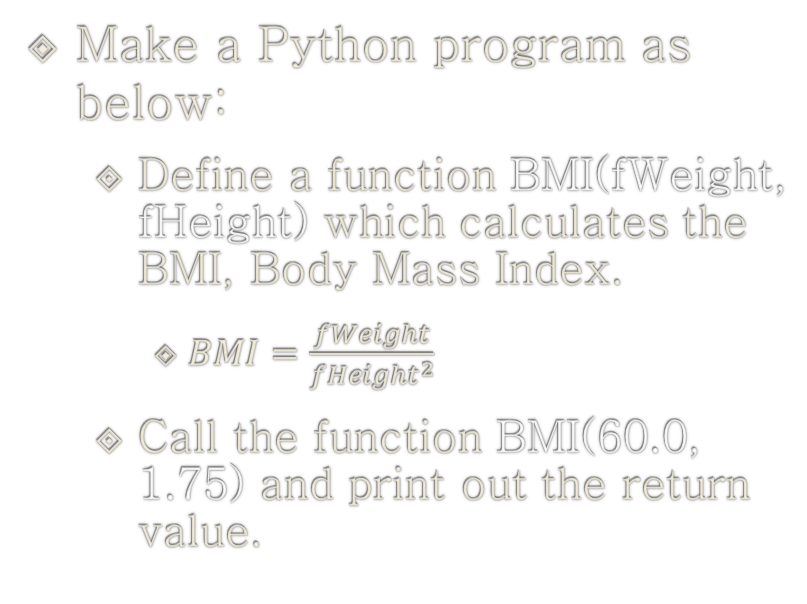 Make a Python program as
below:
Define a function BMI(fWeight,
fHeight) which calculates the
BMI, Body Mass Index.
BMI = fWeight / fHeight²
Call the function BMI(60.0,
1.75) and print out the return
value.